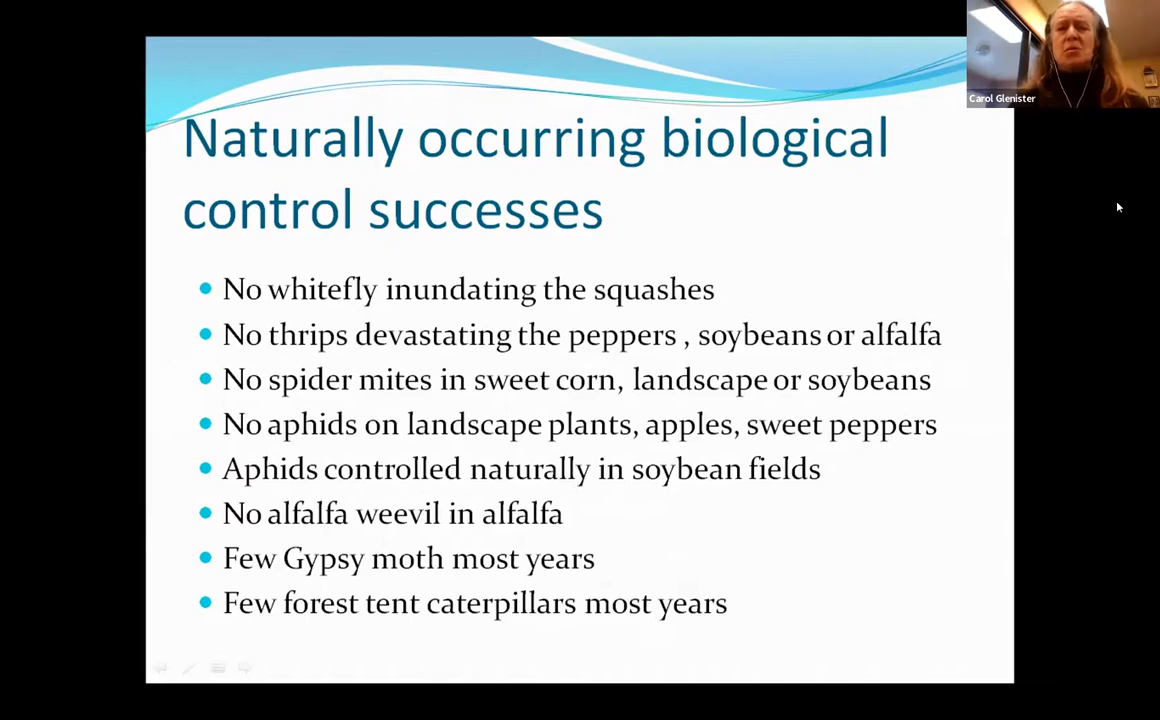 Carol Glenister
Naturally occurring biological
control successes
• No whitefly inundating the squashes
• No thrips devastating the peppers , soybeans or alfalfa
• No spider mites in sweet corn, landscape or soybeans
• No aphids on landscape plants, apples, sweet peppers
• Aphids controlled naturally in soybean fields
• No alfalfa weevil in alfalfa
• Few Gypsy moth most years
• Few forest tent caterpillars most years